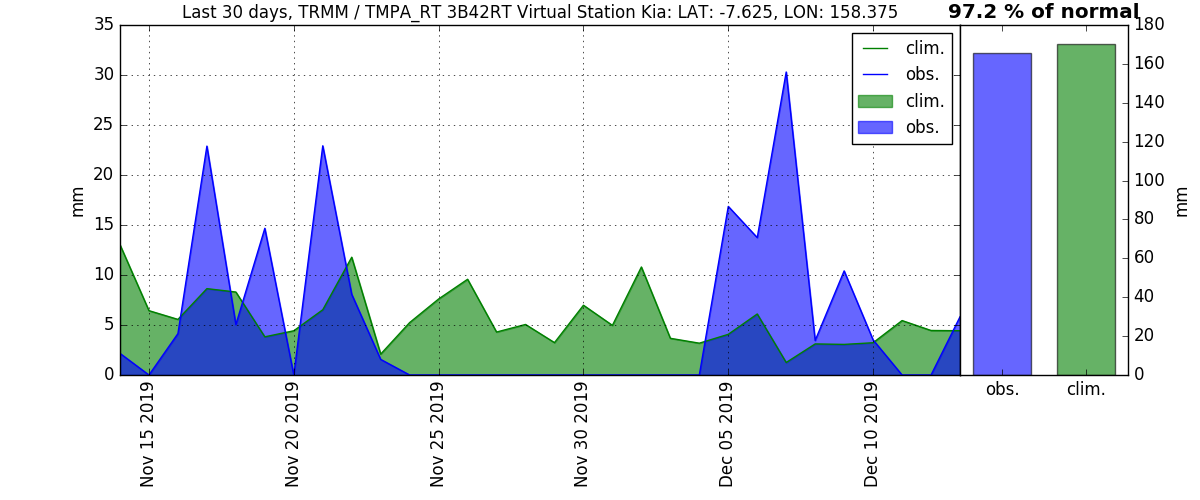 Last 30 days, TRMM / TMPA_RT 3B42RT Virtual Station Kia: LAT: -7.625, LON: 158.375
97.2 % of normal
35
30
25
20
15
10
5
0
mm
clim.
obs.
clim.
obs.
180
160
140
120
100
80
60
40
20
0
mm
obs.
clim.
Nov 15 2019
Nov 20 2019
Nov 25 2019
Nov 30 2019
Dec 05 2019
Dec 10 2019